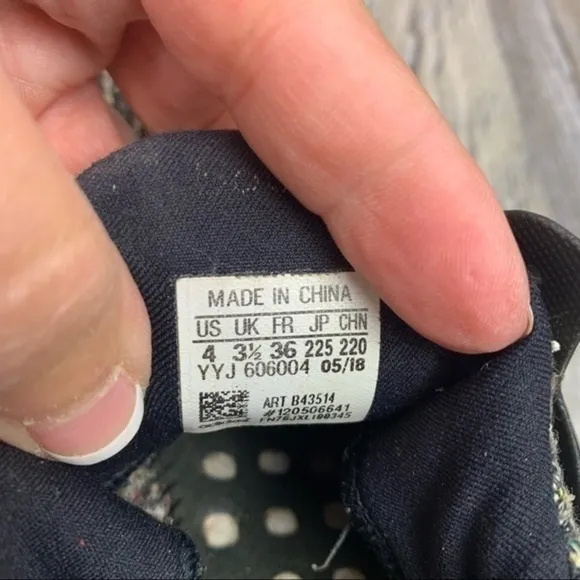 MADE IN CHINA
US UK FR JP CHN
4 3½ 36 225 220
YYJ 606004 05/18
ART B43514
#120506641
adidas